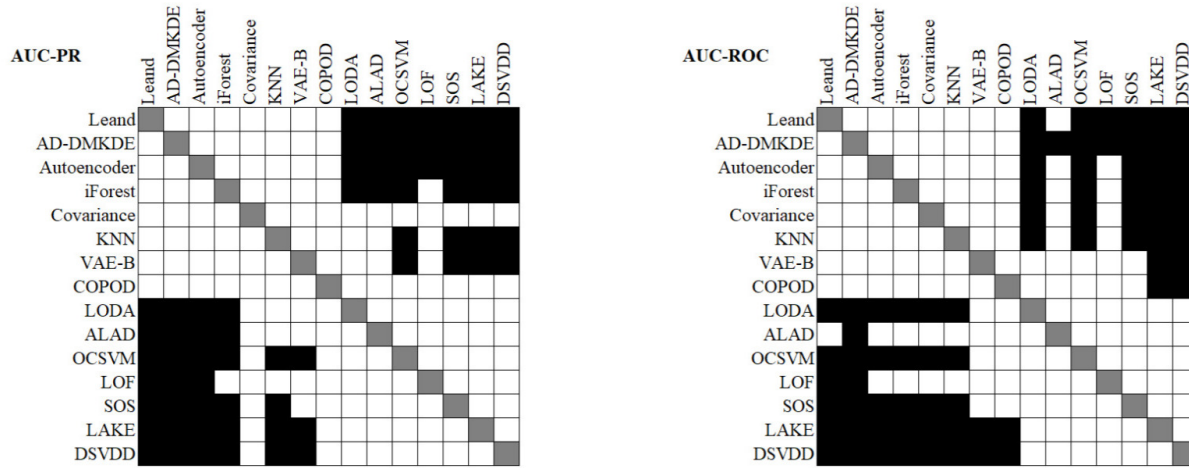 AUC-PR
Leand
AD-DMKDE
Autoencoder
iForest
Covariance
KNN
VAE-B
COPOD
LODA
ALAD
OCSVM
LOF
SOS
LAKE
DSVDD
Leand
AD-DMKDE
Autoencoder
iForest
Covariance
KNN
VAE-B
COPOD
LODA
ALAD
OCSVM
LOF
SOS
LAKE
DSVDD
AUC-ROC
Leand
AD-DMKDE
Autoencoder
iForest
Covariance
KNN
VAE-B
COPOD
LODA
ALAD
OCSVM
LOF
SOS
LAKE
DSVDD
Leand
AD-DMKDE
Autoencoder
iForest
Covariance
KNN
VAE-B
COPOD
LODA
ALAD
OCSVM
LOF
SOS
LAKE
DSVDD